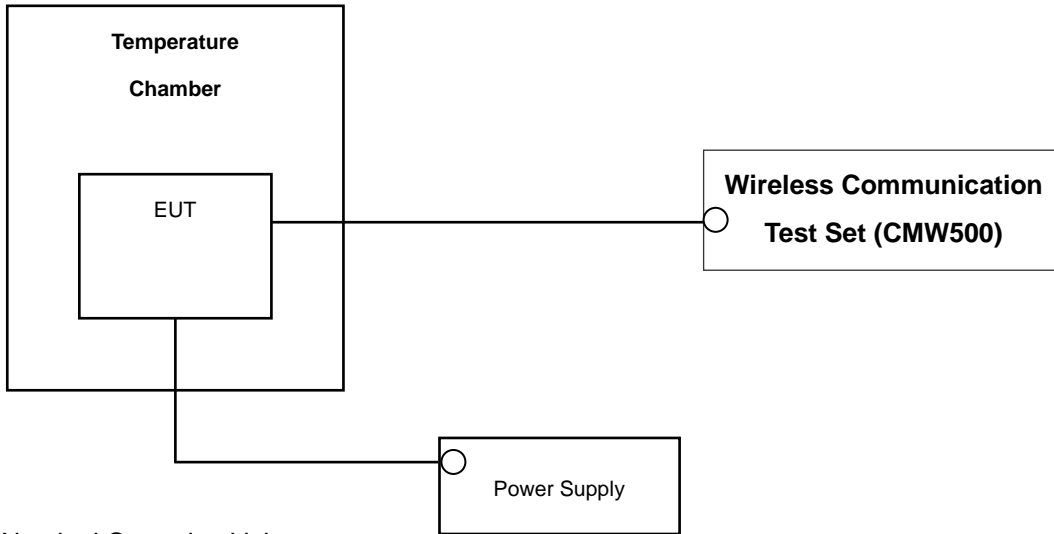 Temperature
Chamber
EUT
Wireless Communication
Test Set (CMW500)
Power Supply